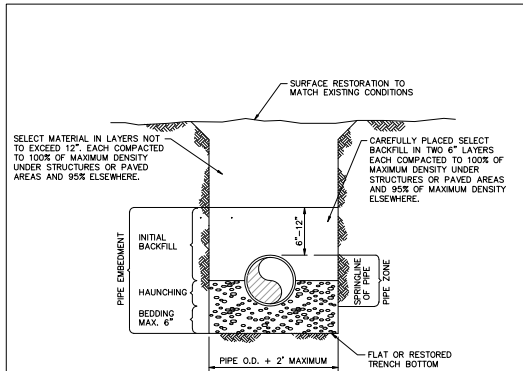 SURFACE RESTORATION TO
MATCH EXISTING CONDITIONS
SELECT MATERIAL IN LAYERS NOT
TO EXCEED 12". EACH COMPACTED
TO 100% OF MAXIMUM DENSITY
UNDER STRUCTURES OR PAVED
AREAS AND 95% ELSEWHERE.
CAREFULLY PLACED SELECT
BACKFILL IN TWO 6" LAYERS
EACH COMPACTED TO 100% OF
MAXIMUM DENSITY UNDER
STRUCTURES OR PAVED AREAS
AND 95% OF MAXIMUM DENSITY
ELSEWHERE.
PIPE EMBEDMENT
INITIAL
BACKFILL
HAUNCHING
BEDDING
MAX. 6"
6"-12"
SPRINGLINE
OF PIPE
PIPE ZONE
FLAT OR RESTORED
TRENCH BOTTOM
PIPE O.D. + 2' MAXIMUM